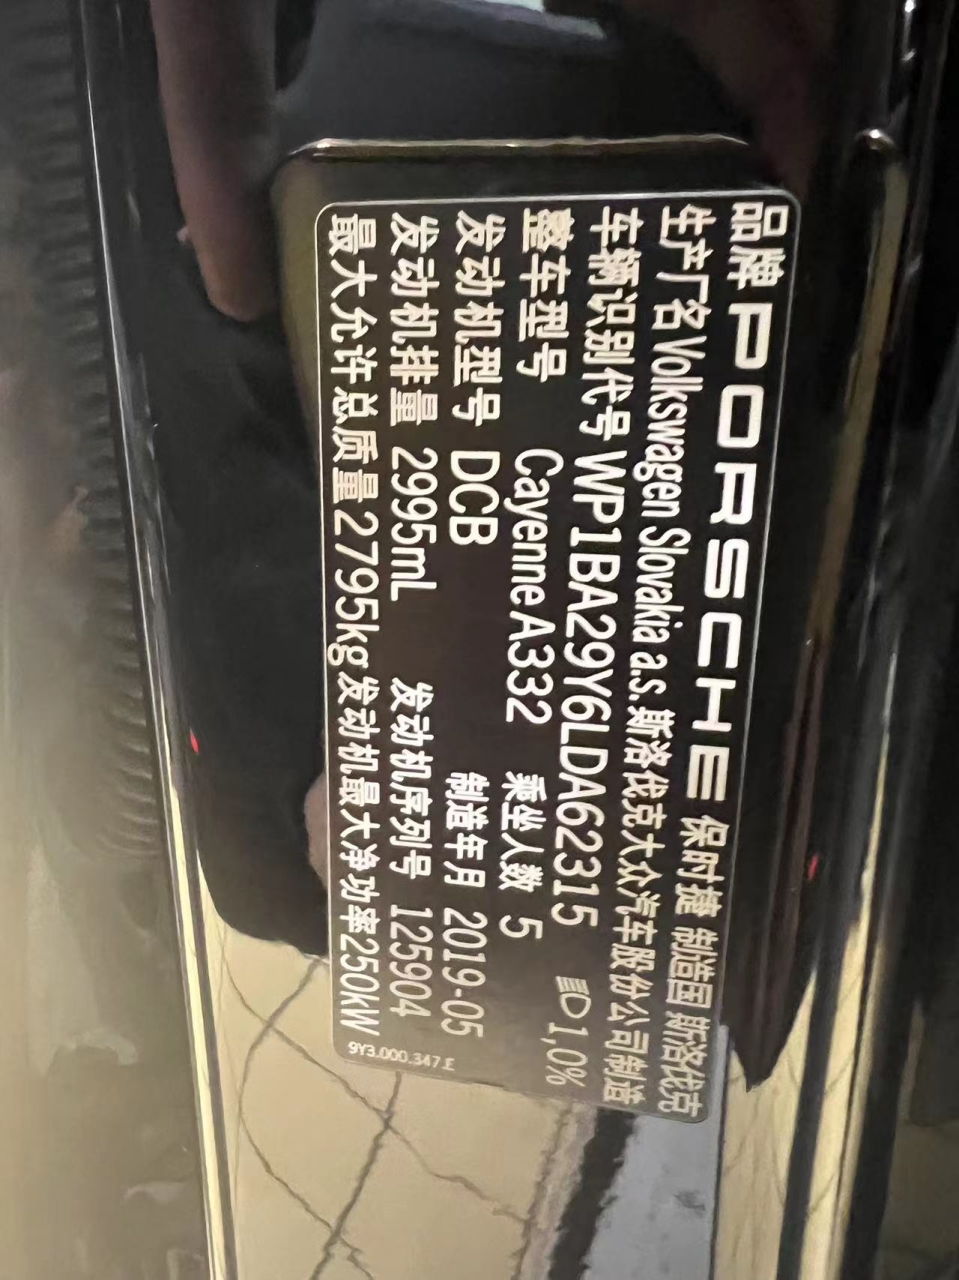 品牌 PORSCHE 保时捷 制造国 斯洛伐克
生产厂名 Volkswagen Slovakia a.s. 斯洛伐克大众汽车股份公司制造
车辆识别代号 WP1BA29Y6LDA62315 1,0%
整车型号 Cayenne A332 乘坐人数 5
发动机型号 DCB 制造年月 2019-05
发动机排量 2995mL 发动机序列号 125904
最大允许总质量 2795kg 发动机最大净功率 250kW
9Y3.000.347.E